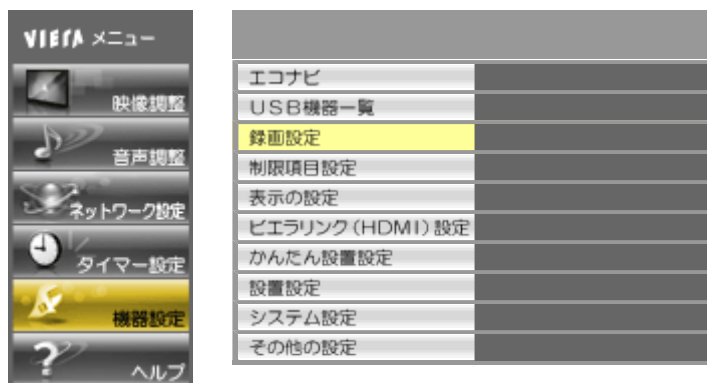 VIErA メニュー
映像調整
音声調整
ネットワーク設定
タイマー設定
機器設定
ヘルプ
エコナビ
USB機器一覧
録画設定
制限項目設定
表示の設定
ビエラリンク(HDMI)設定
かんたん設置設定
設置設定
システム設定
その他の設定